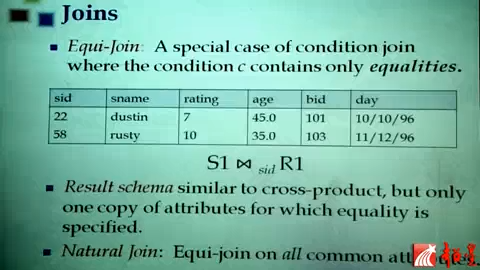 Joins
Equi-Join: A special case of condition join
where the condition c contains only equalities.
sid sname rating age bid day
22 dustin 7 45.0 101 10/10/96
58 rusty 10 35.0 103 11/12/96
S1 ⋈ sid R1
Result schema similar to cross-product, but only
one copy of attributes for which equality is
specified.
Natural Join: Equi-join on all common